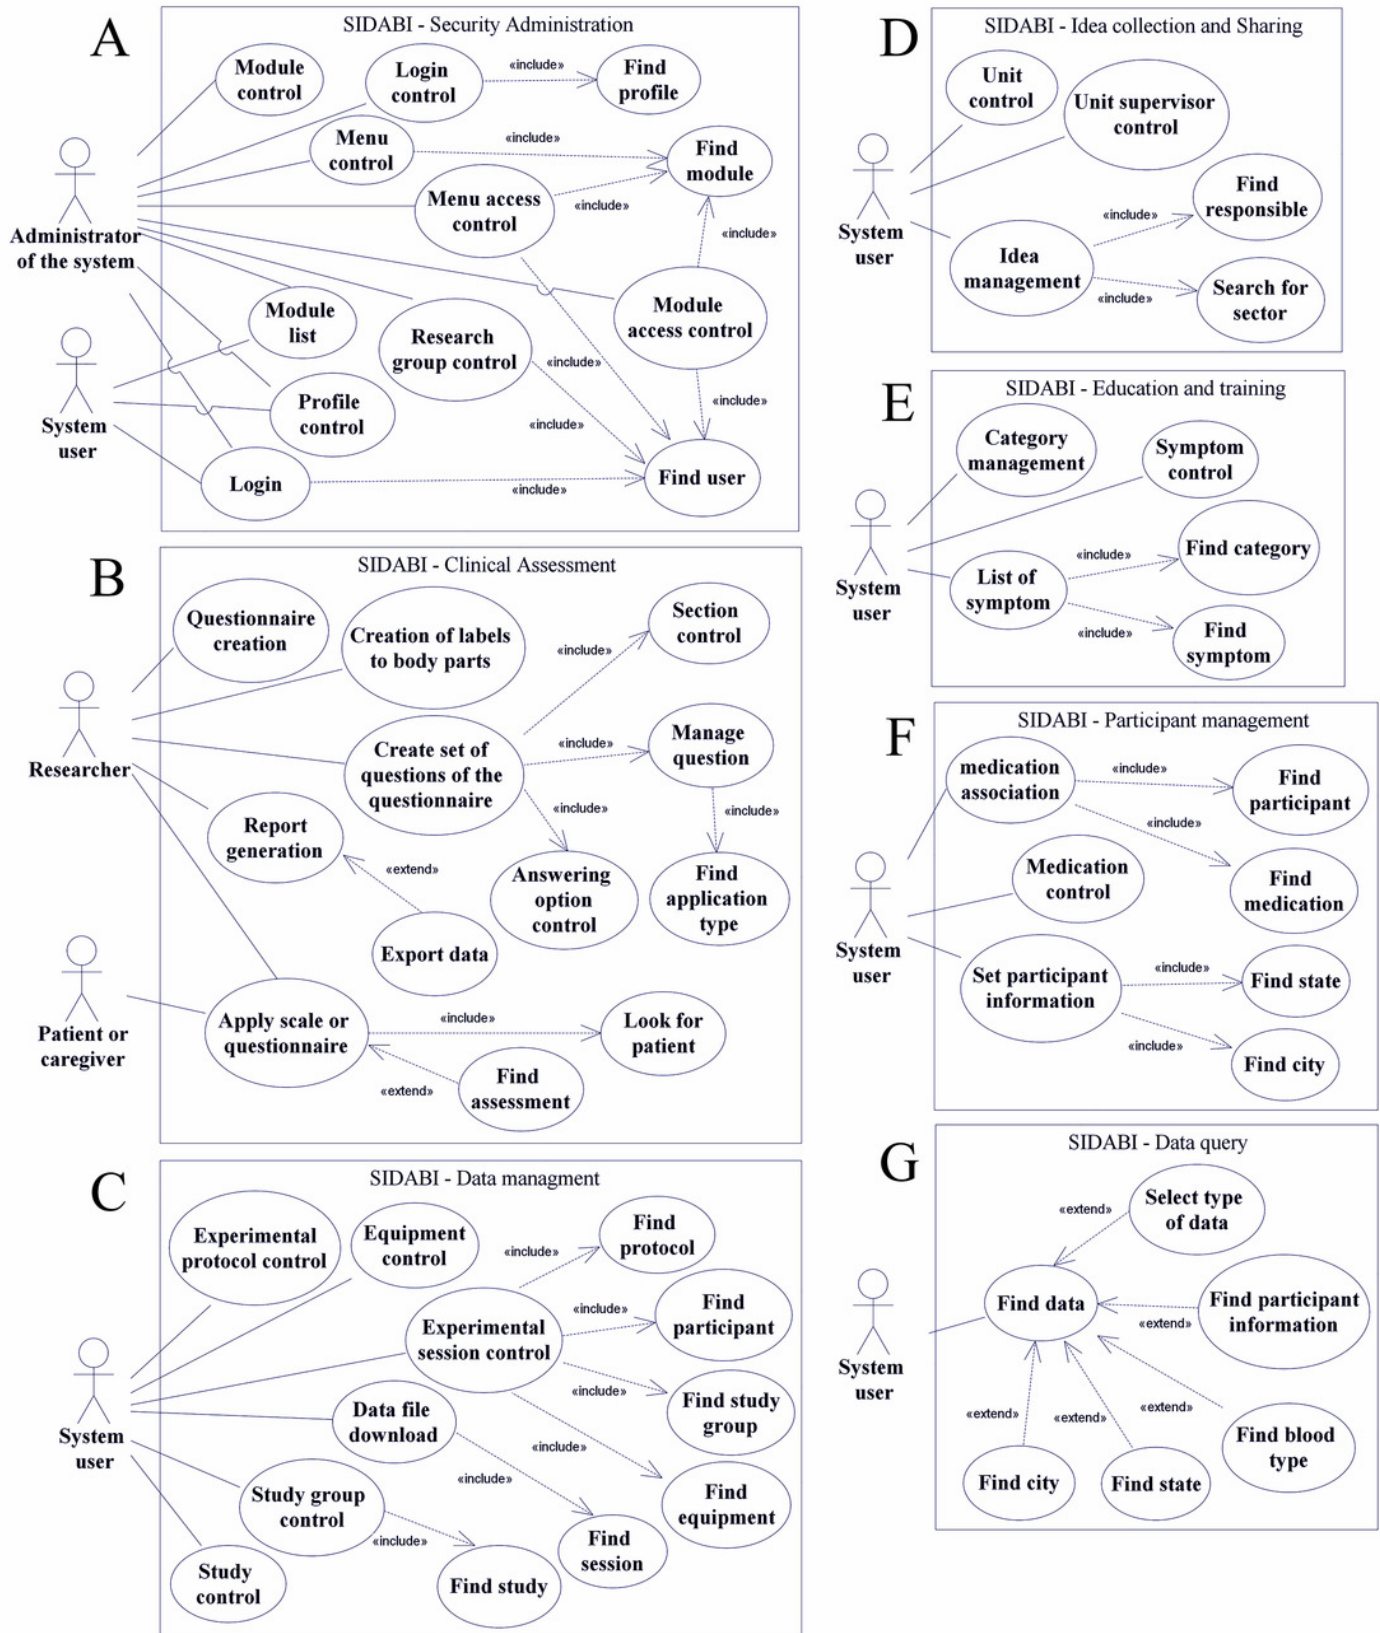 A
SIDABI - Security Administration
Module
control
Login
control
«include»
Find
profile
Menu
control
«include»
Find
module
Menu access
control
«include»
«include»
Administrator
of the system
Module
list
Research
group control
Module
access control
«include»
«include»
«include»
Profile
control
System
user
Login
«include»
Find user
B
SIDABI - Clinical Assessment
Questionnaire
creation
Creation of labels
to body parts
Section
control
«include»
Researcher
Create set of
questions of the
questionnaire
«include»
Manage
question
«include»
«include»
Report
generation
«extend»
Answering
option
control
Find
application
type
Export data
Patient or
caregiver
Apply scale or
questionnaire
«include»
Look for
patient
«extend»
Find
assessment
C
SIDABI - Data managment
Experimental
protocol control
Equipment
control
«include»
Find
protocol
Experimental
session control
«include»
Find
participant
«include»
Find study
group
System
user
Data file
download
«include»
«include»
Find
equipment
Study group
control
«include»
Find
session
Study
control
Find study
D
SIDABI - Idea collection and Sharing
Unit
control
Unit supervisor
control
System
user
Find
responsible
«include»
Idea
management
«include»
Search for
sector
E
SIDABI - Education and training
Category
management
Symptom
control
System
user
«include»
Find category
List of
symptom
«include»
Find
symptom
F
SIDABI - Participant management
medication
association
«include»
Find
participant
«include»
Medication
control
Find
medication
System
user
Set participant
information
«include»
Find state
«include»
Find city
G
SIDABI - Data query
«extend»
Select type
of data
Find data
«extend»
Find participant
information
System
user
«extend»
«extend»
«extend»
Find blood
type
Find city
Find state